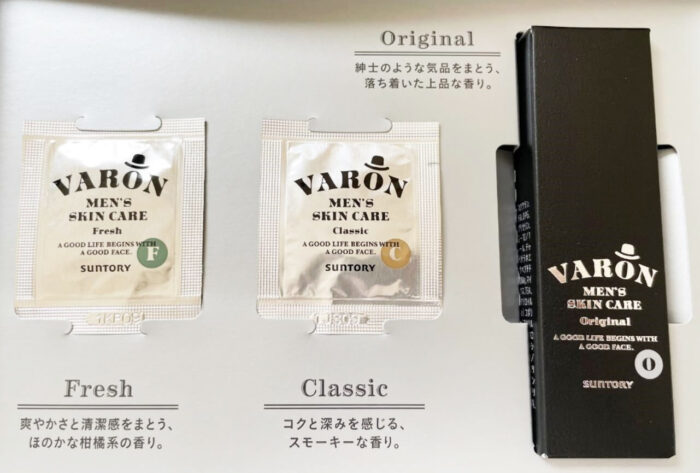 Original
紳士のような気品をまとう、
落ち着いた上品な香り。
VARON
MEN'S
SKIN CARE
Fresh
A GOOD LIFE BEGINS WITH
A GOOD FACE.
F
SUNTORY
Fresh
爽やかさと清潔感をまとう、
ほのかな柑橘系の香り。
VARON
MEN'S
SKIN CARE
Classic
A GOOD LIFE BEGINS WITH
A GOOD FACE.
C
SUNTORY
Classic
コクと深みを感じる、
スモーキーな香り。
VARON
MEN'S
SKIN CARE
Original
A GOOD LIFE BEGINS WITH
A GOOD FACE.
O
SUNTORY